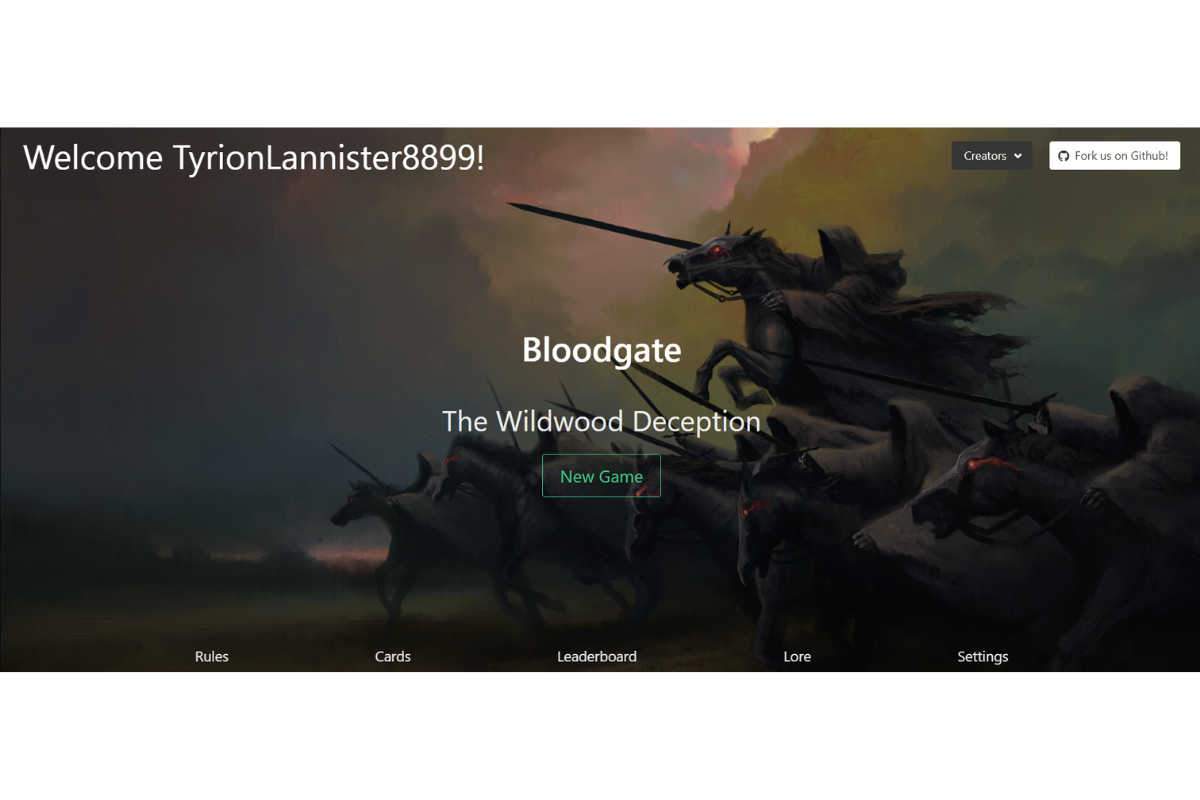 Welcome TyrionLannister8899!
Creators
Fork us on Github!
Bloodgate
The Wildwood Deception
New Game
Rules
Cards
Leaderboard
Lore
Settings